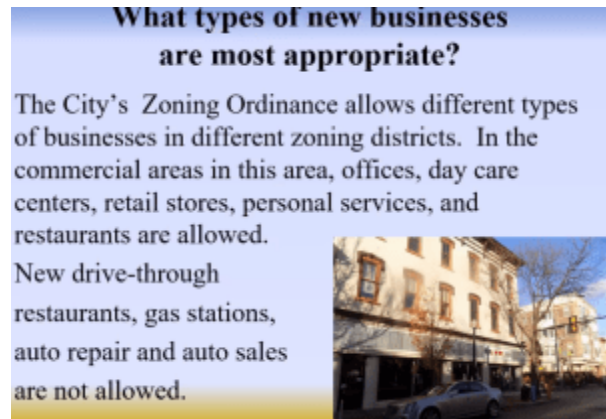 What types of new businesses
are most appropriate?
The City's  Zoning Ordinance allows different types
of businesses in different zoning districts.  In the
commercial areas in this area, offices, day care
centers, retail stores, personal services, and
restaurants are allowed.
New drive-through
restaurants, gas stations,
auto repair and auto sales
are not allowed.